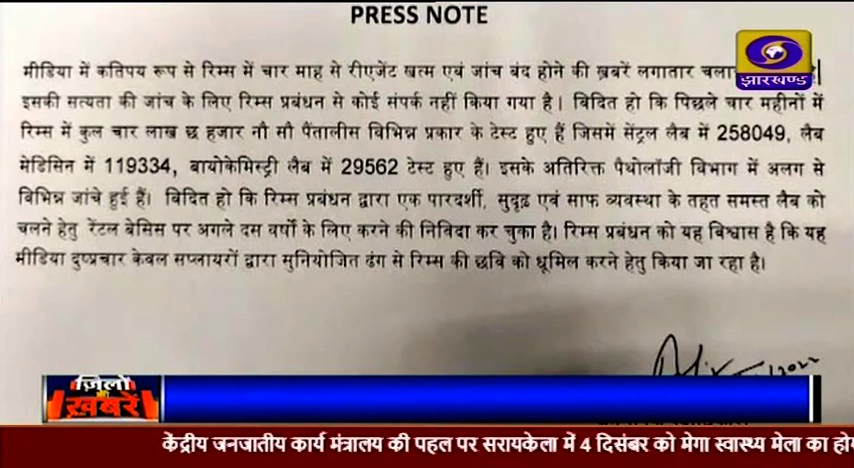 PRESS NOTE
झारखण्ड
मीडिया में कतिपय रूप से रिम्स में चार माह से रीएजेंट खत्म एवं जांच बंद होने की ख़बरें लगातार चला
इसकी सत्यता की जांच के लिए रिम्स प्रबंधन से कोई संपर्क नहीं किया गया है। विदित हो कि पिछले चार महीनों में
रिम्स में कुल चार लाख छ हजार नौ सौ पैंतालीस विभिन्न प्रकार के टेस्ट हुए हैं जिसमें सेंट्रल लैब में 258049, लैब
मेडिसिन में 119334, बायोकेमिस्ट्री लैब में 29562 टेस्ट हुए हैं। इसके अतिरिक्त पैथोलॉजी विभाग में अलग से
विभिन्न जांचे हुई हैं। विदित हो कि रिम्स प्रबंधन द्वारा एक पारदर्शी, सुदृढ़ एवं साफ व्यवस्था के तहत समस्त लैब को
चलने हेतु रेंटल बेसिस पर अगले दस वर्षों के लिए करने की निविदा कर चुका है। रिम्स प्रबंधन को यह विश्वास है कि यह
मीडिया दुष्प्रचार केवल सप्लायरों द्वारा सुनियोजित ढंग से रिम्स की छवि को धूमिल करने हेतु किया जा रहा है।
ज़िलों
ख़बरें
केंद्रीय जनजातीय कार्य मंत्रालय की पहल पर सरायकेला में 4 दिसंबर को मेगा स्वास्थ्य मेला का